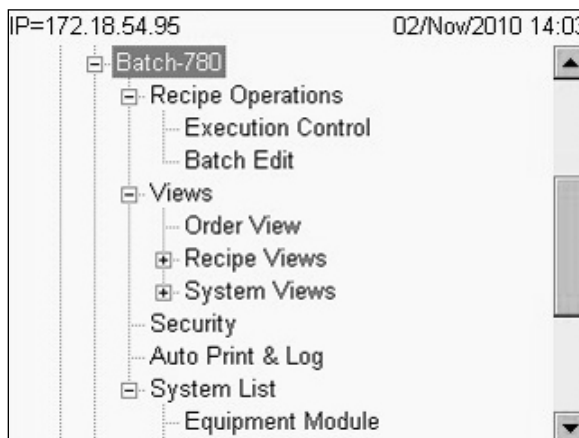 IP=172.18.54.95 02/Nov/2010 14:03
Batch-780
Recipe Operations
Execution Control
Batch Edit
Views
Order View
Recipe Views
System Views
Security
Auto Print & Log
System List
Equipment Module